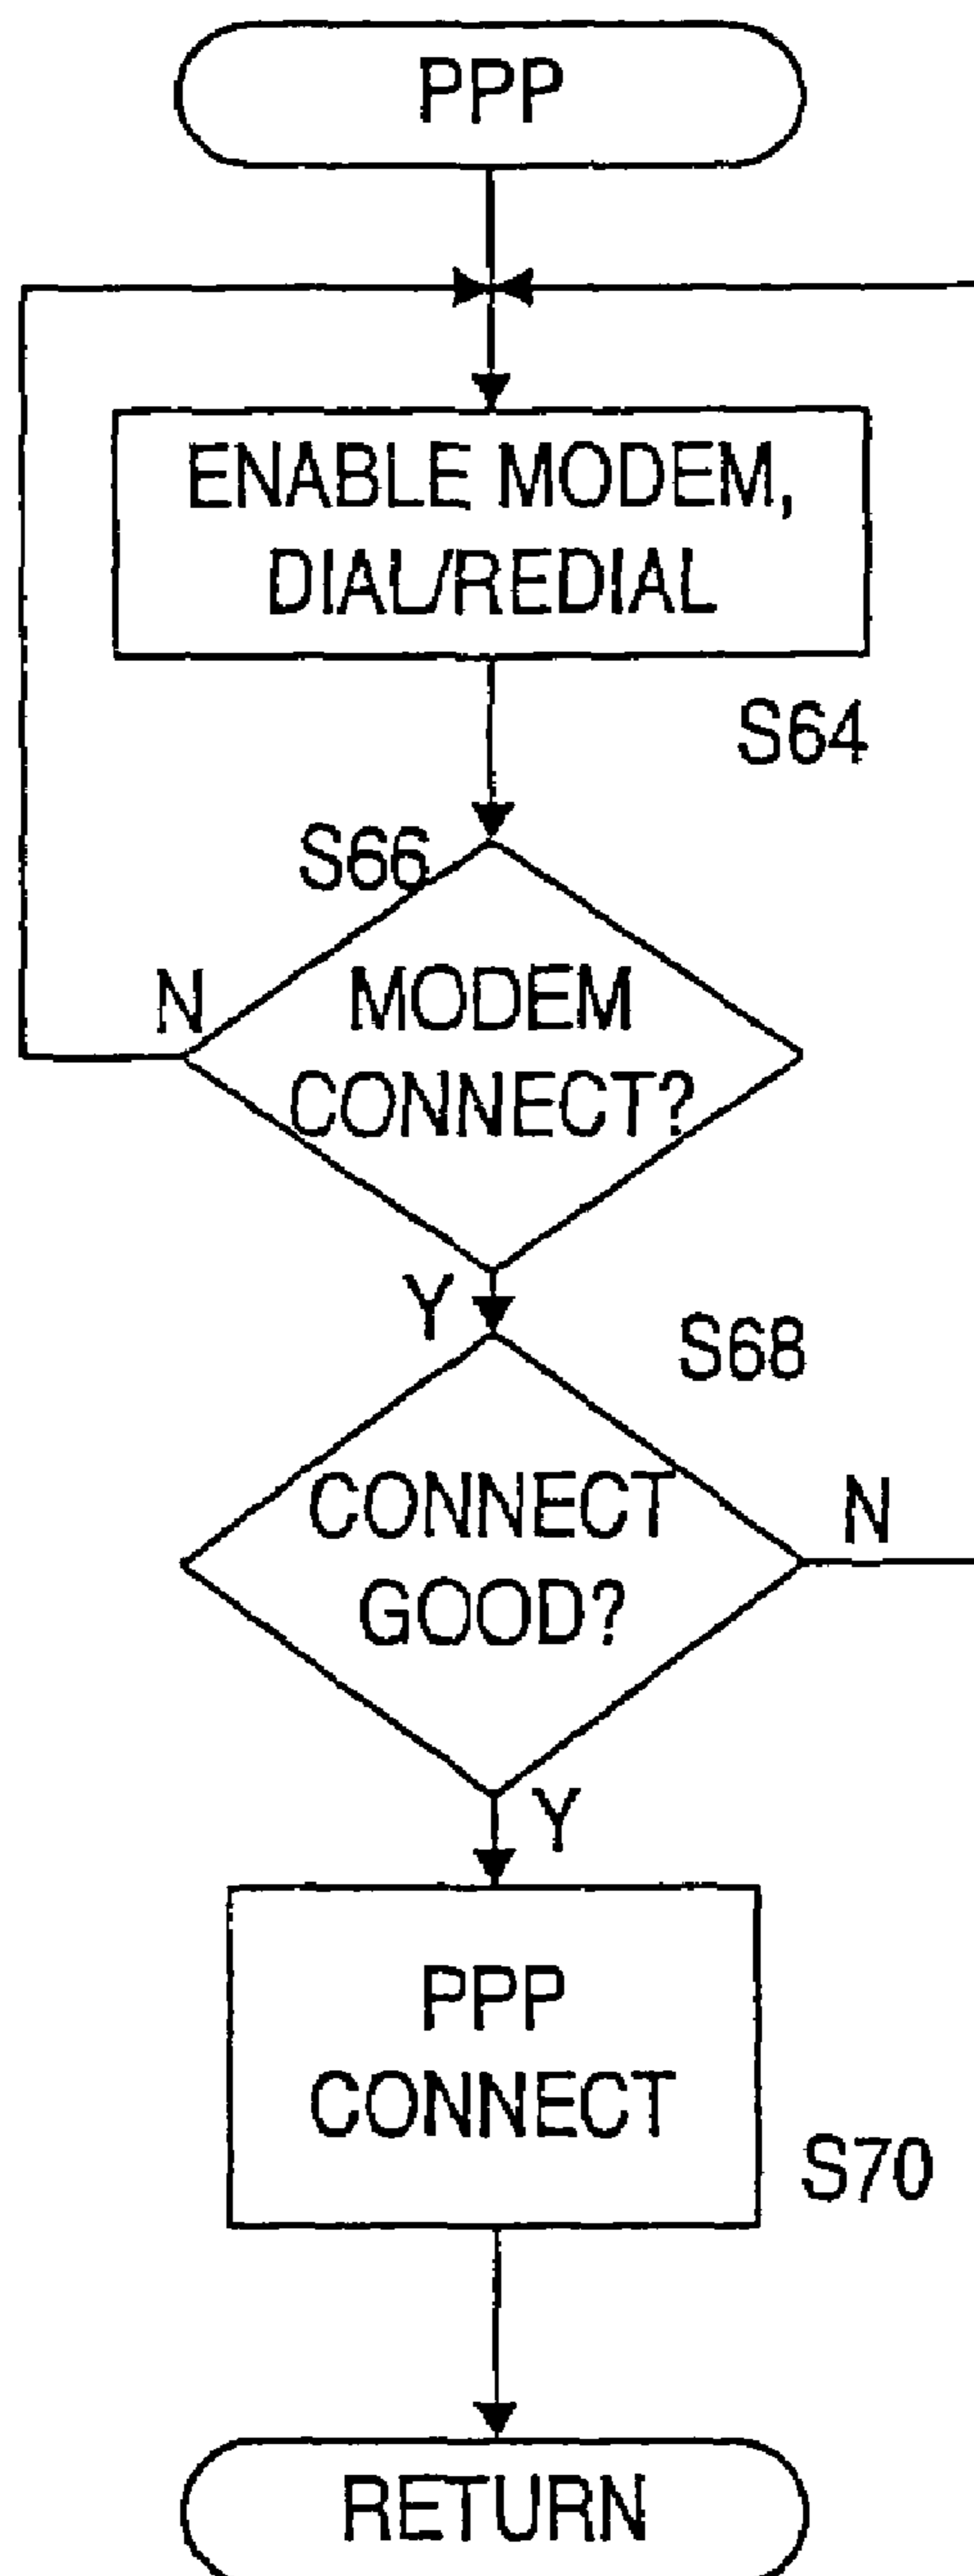 PPP
ENABLE MODEM,
DIAL/REDIAL
S64
S66
N
MODEM
CONNECT?
Y
S68
CONNECT
N
GOOD?
Y
PPP
CONNECT
S70
RETURN